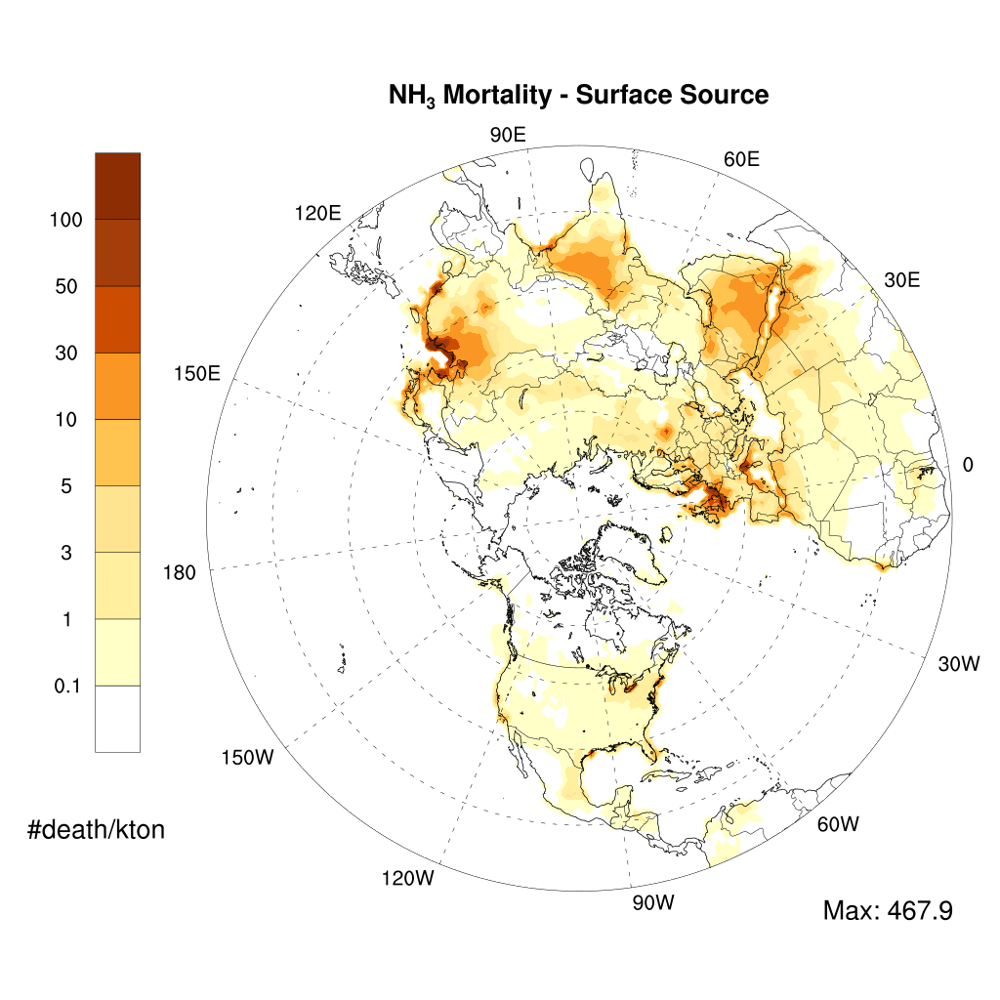 NH₃ Mortality - Surface Source
90E
60E
120E
30E
150E
0
180
30W
150W
60W
120W
90W
100
50
30
10
5
3
1
0.1
#death/kton
Max: 467.9